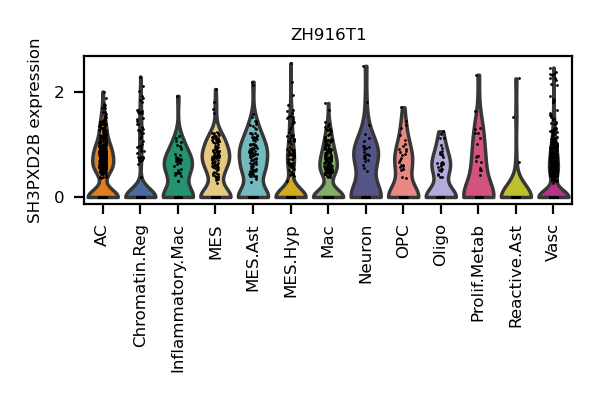 ZH916T1
SH3PXD2B expression
2
0
AC
Chromatin.Reg
Inflammatory.Mac
MES
MES.Ast
MES.Hyp
Mac
Neuron
OPC
Oligo
Prolif.Metab
Reactive.Ast
Vasc